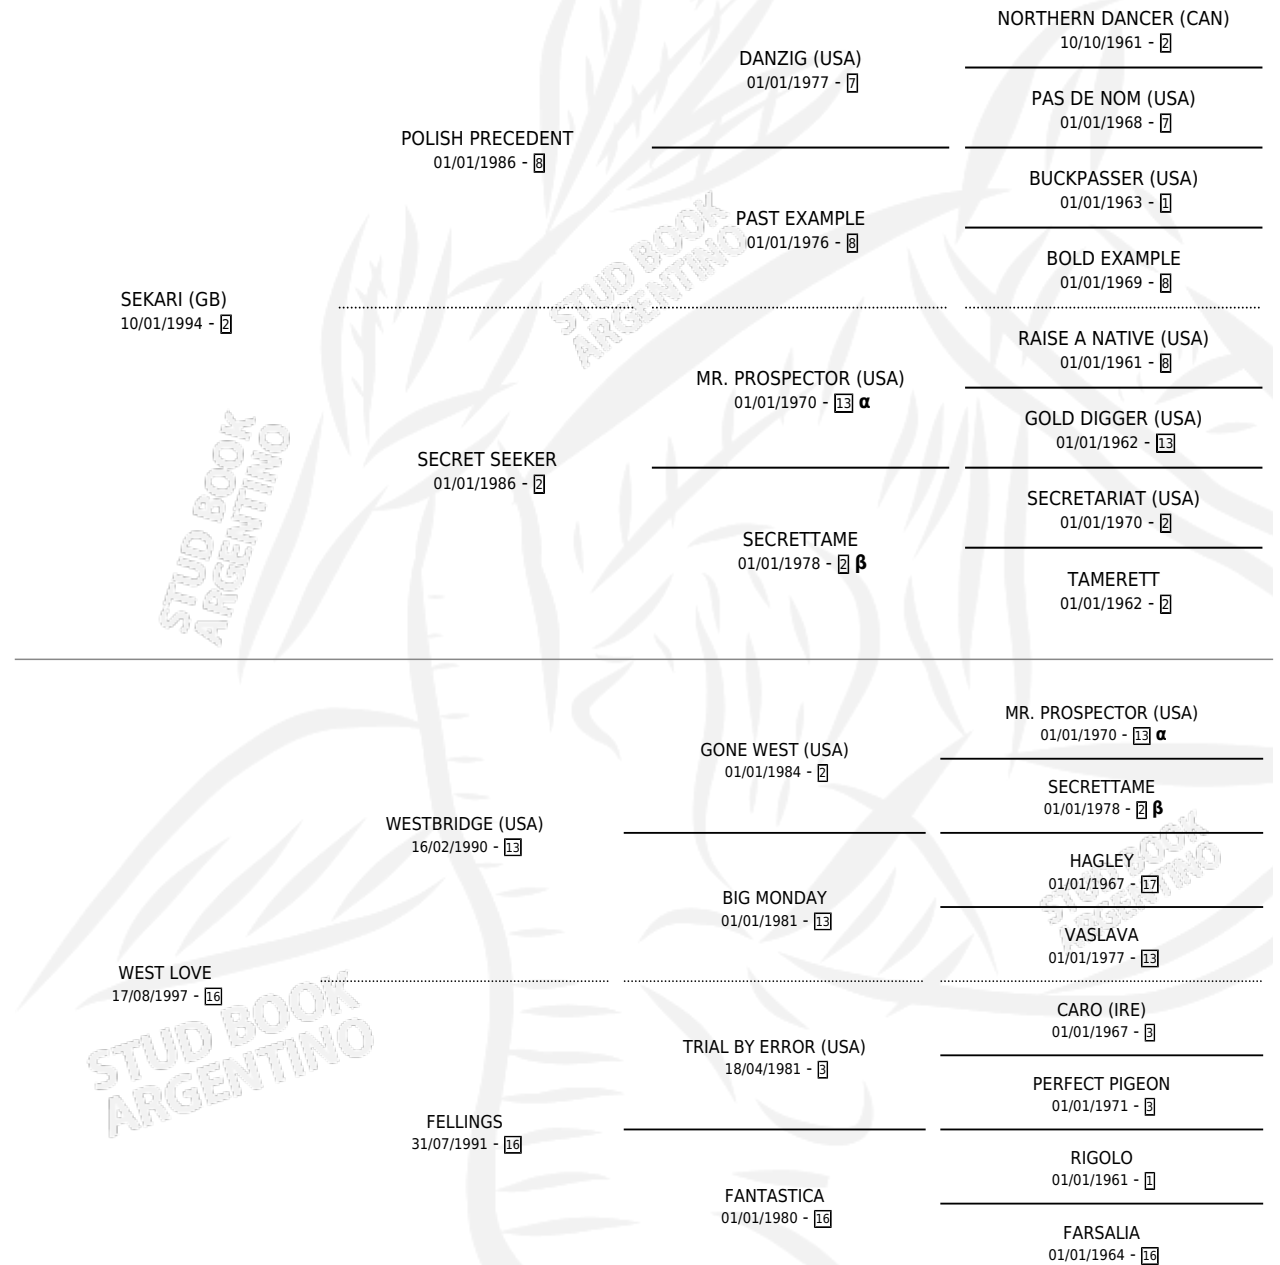 NORTHERN DANCER (CAN)
10/10/1961 - 2
DANZIG (USA)
01/01/1977 - 7
PAS DE NOM (USA)
01/01/1968 - 7
POLISH PRECEDENT
01/01/1986 - 8
BUCKPASSER (USA)
01/01/1963 - 1
PAST EXAMPLE
01/01/1976 - 8
BOLD EXAMPLE
01/01/1969 - 8
SEKARI (GB)
10/01/1994 - 2
STUD BOOK
ARGENTINO
RAISE A NATIVE (USA)
01/01/1961 - 8
MR. PROSPECTOR (USA)
01/01/1970 - 13 α
GOLD DIGGER (USA)
01/01/1962 - 13
SECRET SEEKER
01/01/1986 - 2
SECRETARIAT (USA)
01/01/1970 - 2
SECRETTAME
01/01/1978 - 2 β
TAMERETT
01/01/1962 - 2
STUD BOOK
ARGENTINO
MR. PROSPECTOR (USA)
01/01/1970 - 13 α
GONE WEST (USA)
01/01/1984 - 2
SECRETTAME
01/01/1978 - 2 β
WESTBRIDGE (USA)
16/02/1990 - 13
HAGLEY
01/01/1967 - 17
BIG MONDAY
01/01/1981 - 13
VASLAVA
01/01/1977 - 13
STUD BOOK
ARGENTINO
WEST LOVE
17/08/1997 - 16
CARO (IRE)
01/01/1967 - 3
TRIAL BY ERROR (USA)
18/04/1981 - 3
PERFECT PIGEON
01/01/1971 - 3
STUD BOOK
ARGENTINO
FELLINGS
31/07/1991 - 16
RIGOLO
01/01/1961 - 1
FANTASTICA
01/01/1980 - 16
FARSALIA
01/01/1964 - 16